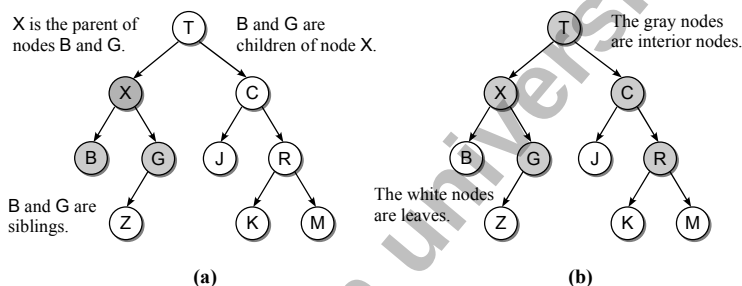 X is the parent of
nodes B and G.
T
B and G are
children of node X.
X
C
B
G
J
R
B and G are
siblings.
Z
K
M
(a)
T
The gray nodes
are interior nodes.
X
C
B
G
J
R
The white nodes
are leaves.
Z
K
M
(b)
universi